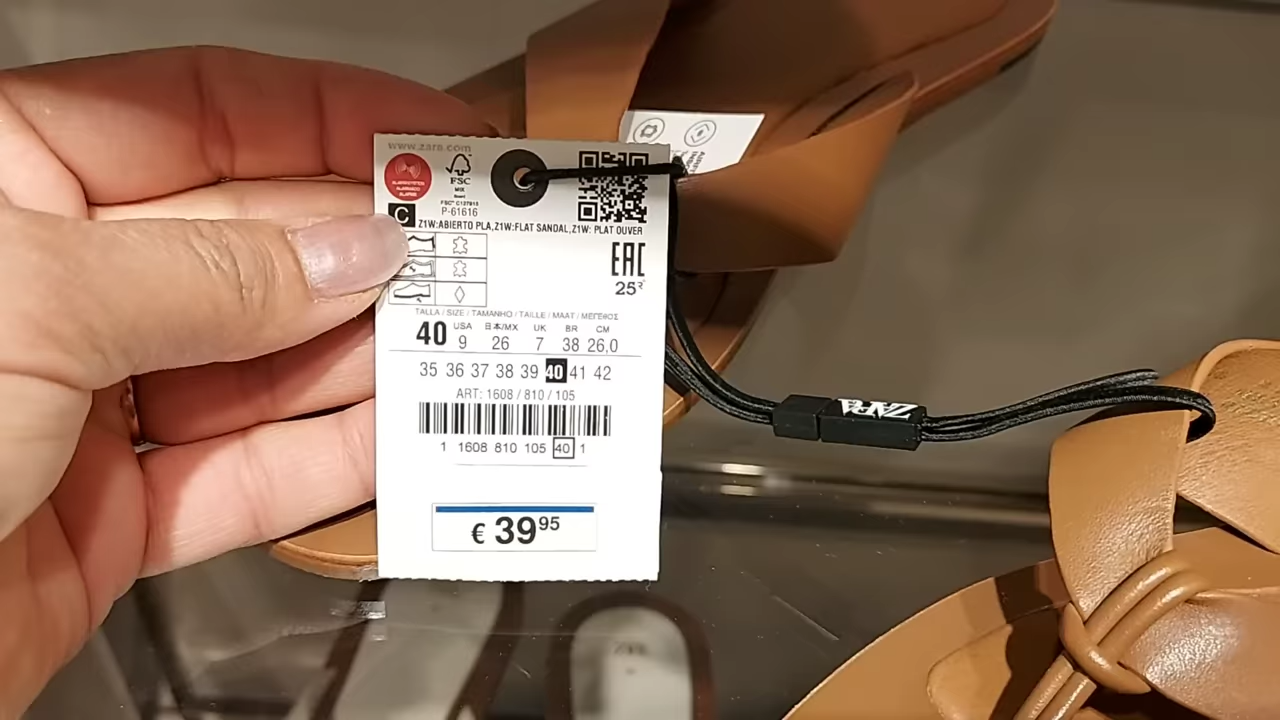 www.zara.com
FSC
MIX
FSC® C127913
P-61616
C
Z1W:ABIERTO PLA,Z1W:FLAT SANDAL,Z1W: PLAT OUVER
EAC
25
TALLA / SIZE / TAMANHO / TAILLE / MAAT / ΜΕΓΕΘΟΣ
40 USA 9 日本/MX 26 UK 7 BR 38 CM 26,0
35 36 37 38 39 40 41 42
ART: 1608 / 810 / 105
1 1608 810 105 40 1
€ 39 95
ZARA